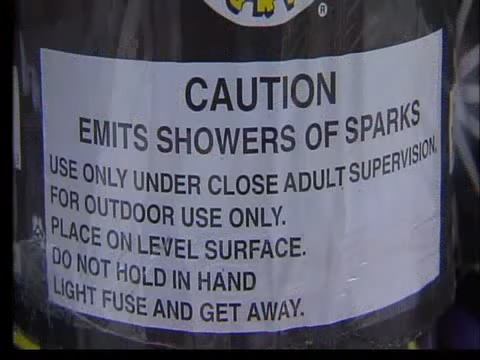 CAUTION
EMITS SHOWERS OF SPARKS
USE ONLY UNDER CLOSE ADULT SUPERVISION.
FOR OUTDOOR USE ONLY.
PLACE ON LEVEL SURFACE.
DO NOT HOLD IN HAND
LIGHT FUSE AND GET AWAY.